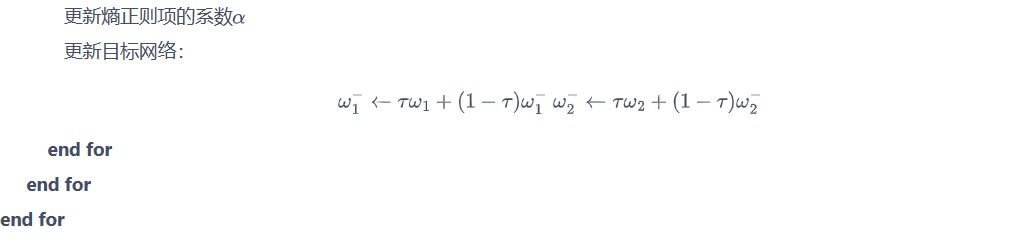 更新熵正则项的系数α
更新目标网络:
ω₁⁻ ← τω₁ + (1 − τ)ω₁⁻ ω₂⁻ ← τω₂ + (1 − τ)ω₂⁻
end for
end for
end for